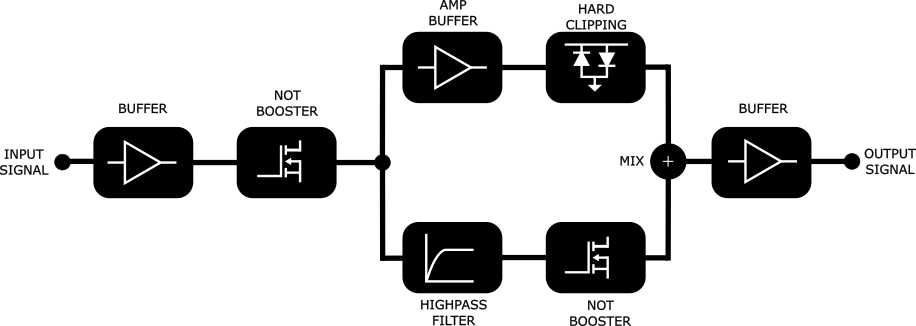 AMP
BUFFER
HARD
CLIPPING
BUFFER
NOT
BOOSTER
BUFFER
INPUT
SIGNAL
MIX
+
OUTPUT
SIGNAL
HIGHPASS
FILTER
NOT
BOOSTER